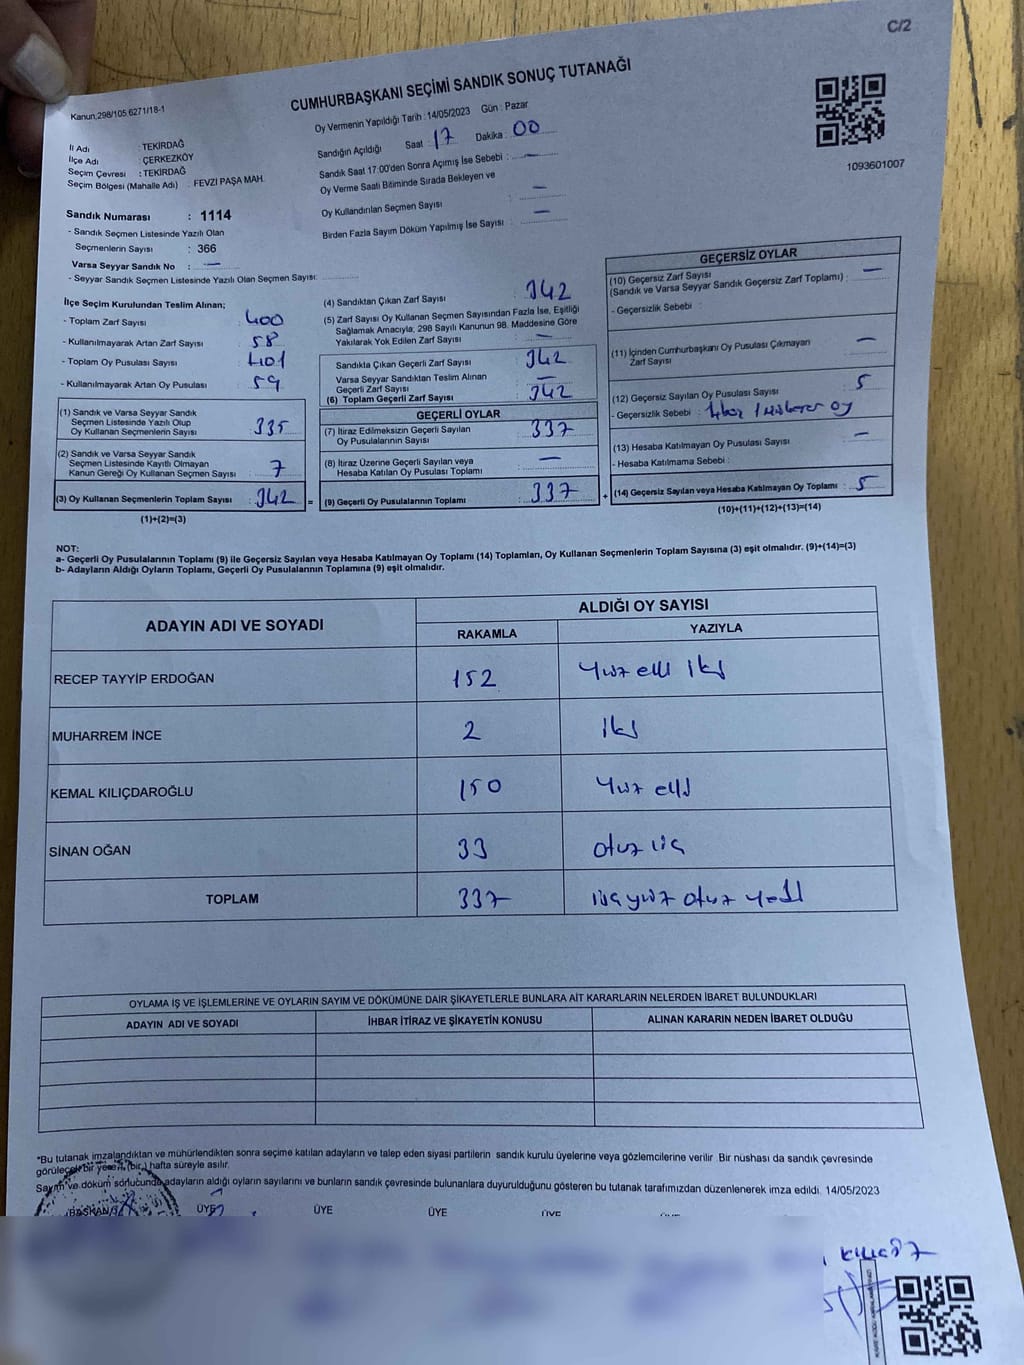 C/2
Kanun,298/105 6271/18-1
CUMHURBAŞKANI SEÇİMİ SANDIK SONUÇ TUTANAĞI
Oy Vermenin Yapıldığı Tarih : 14/05/2023 Gün : Pazar
İl Adı : TEKİRDAĞ
İlçe Adı : ÇERKEZKÖY
Seçim Çevresi : TEKİRDAĞ
Seçim Bölgesi (Mahalle Adı) : FEVZİ PAŞA MAH.
Sandığın Açıldığı Saat 17 Dakika : 00
Sandık Saat 17:00'den Sonra Açımış İse Sebebi : —
Oy Verme Saati Bitiminde Sırada Bekleyen ve
Oy Kullandırılan Seçmen Sayısı : —
Birden Fazla Sayım Döküm Yapılmış İse Sayısı : —
1093601007
Sandık Numarası : 1114
- Sandık Seçmen Listesinde Yazılı Olan
Seçmenlerin Sayısı : 366
Varsa Seyyar Sandık No : —
- Seyyar Sandık Seçmen Listesinde Yazılı Olan Seçmen Sayısı:
İlçe Seçim Kurulundan Teslim Alınan;
- Toplam Zarf Sayısı : 400
- Kullanılmayarak Artan Zarf Sayısı : 58
- Toplam Oy Pusulası Sayısı : 401
- Kullanılmayarak Artan Oy Pusulası : 59
(1) Sandık ve Varsa Seyyar Sandık
Seçmen Listesinde Yazılı Olup
Oy Kullanan Seçmenlerin Sayısı : 335
(2) Sandık ve Varsa Seyyar Sandık
Seçmen Listesinde Kayıtlı Olmayan
Kanun Gereği Oy Kullanan Seçmen Sayısı : 7
(3) Oy Kullanan Seçmenlerin Toplam Sayısı : 342 =
(1)+(2)=(3)
(4) Sandıktan Çıkan Zarf Sayısı : 342
(5) Zarf Sayısı Oy Kullanan Seçmen Sayısından Fazla İse, Eşitliği
Sağlamak Amacıyla, 298 Sayılı Kanunun 98. Maddesine Göre
Yakılarak Yok Edilen Zarf Sayısı : —
Sandıkta Çıkan Geçerli Zarf Sayısı : 342
Varsa Seyyar Sandıktan Teslim Alınan
Geçerli Zarf Sayısı : —
(6) Toplam Geçerli Zarf Sayısı : 342
GEÇERLİ OYLAR
(7) İtiraz Edilmeksizin Geçerli Sayılan
Oy Pusulalarının Sayısı : 337
(8) İtiraz Üzerine Geçerli Sayılan veya
Hesaba Katılan Oy Pusulası Toplamı : —
(9) Geçerli Oy Pusulalarının Toplamı : 337 +
GEÇERSİZ OYLAR
(10) Geçersiz Zarf Sayısı
(Sandık ve Varsa Seyyar Sandık Geçersiz Zarf Toplamı) : —
- Geçersizlik Sebebi :
(11) İçinden Cumhurbaşkanı Oy Pusulası Çıkmayan
Zarf Sayısı : —
(12) Geçersiz Sayılan Oy Pusulası Sayısı : 5
- Geçersizlik Sebebi : oy
(13) Hesaba Katılmayan Oy Pusulası Sayısı : —
- Hesaba Katılmama Sebebi :
(14) Geçersiz Sayılan veya Hesaba Katılmayan Oy Toplamı : 5
(10)+(11)+(12)+(13)=(14)
NOT:
a- Geçerli Oy Pusulalarının Toplamı (9) ile Geçersiz Sayılan veya Hesaba Katılmayan Oy Toplamı (14) Toplamları, Oy Kullanan Seçmenlerin Toplam Sayısına (3) eşit olmalıdır. (9)+(14)=(3)
b- Adayların Aldığı Oyların Toplamı, Geçerli Oy Pusulalarının Toplamına (9) eşit olmalıdır.
ADAYIN ADI VE SOYADI ALDIĞI OY SAYISI
RAKAMLA YAZIYLA
RECEP TAYYİP ERDOĞAN 152 Yüz elli iki
MUHARREM İNCE 2 iki
KEMAL KILIÇDAROĞLU 150 Yüz elli
SİNAN OĞAN 33 otuz üç
TOPLAM 337 üçyüz otuz yedi
OYLAMA İŞ VE İŞLEMLERİNE VE OYLARIN SAYIM VE DÖKÜMÜNE DAİR ŞİKAYETLERLE BUNLARA AİT KARARLARIN NELERDEN İBARET BULUNDUKLARI
ADAYIN ADI VE SOYADI İHBAR İTİRAZ VE ŞİKAYETİN KONUSU ALINAN KARARIN NEDEN İBARET OLDUĞU
*Bu tutanak imzalandıktan ve mühürlendikten sonra seçime katılan adayların ve talep eden siyasi partilerin sandık kurulu üyelerine veya gözlemcilerine verilir. Bir nüshası da sandık çevresinde
görülecek bir yere (bir) hafta süreyle asılır.
Sayım ve döküm sonucunda adayların aldığı oyların sayılarını ve bunların sandık çevresinde bulunanlara duyurulduğunu gösteren bu tutanak tarafımızdan düzenlenerek imza edildi. 14/05/2023
BAŞKAN ÜYE ÜYE ÜYE ÜYE ÜYE